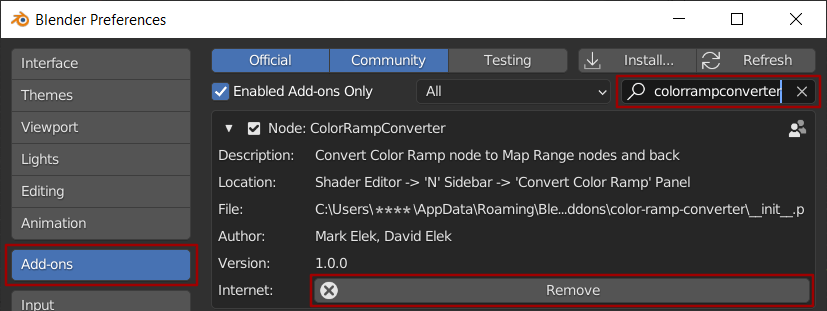 Blender Preferences
Interface
Themes
Viewport
Lights
Editing
Animation
Add-ons
Input
Official Community Testing Install... Refresh
Enabled Add-ons Only All colorrampconverter
Node: ColorRampConverter
Description: Convert Color Ramp node to Map Range nodes and back
Location: Shader Editor -> 'N' Sidebar -> 'Convert Color Ramp' Panel
File: C:\Users\****\AppData\Roaming\Ble...ddons\color-ramp-converter\__init__.p
Author: Mark Elek, David Elek
Version: 1.0.0
Internet: Remove